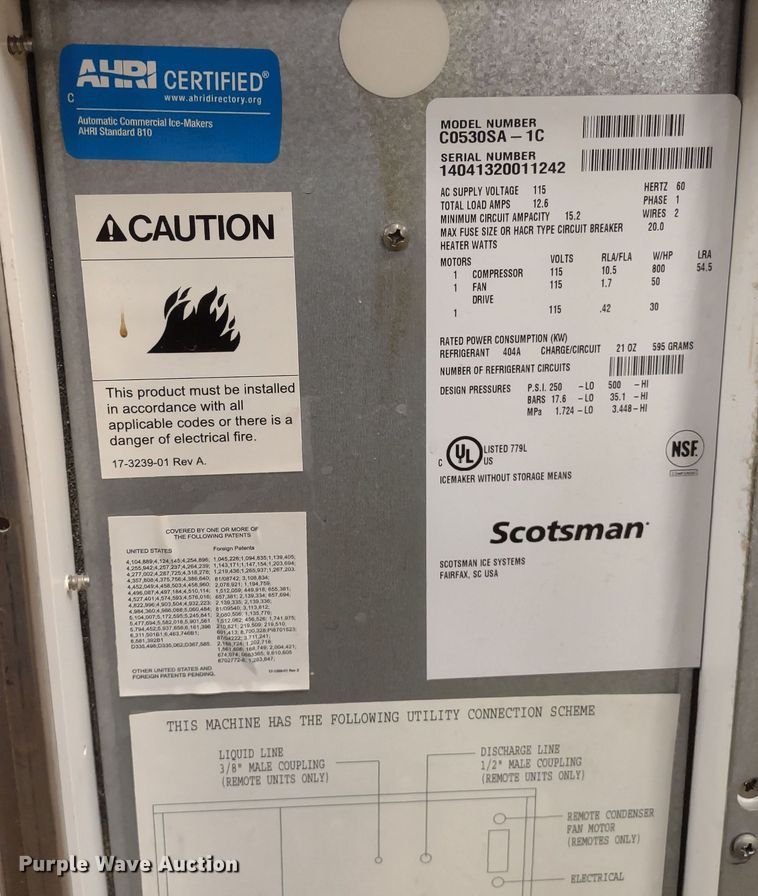 AHRI CERTIFIED®
www.ahridirectory.org
C
Automatic Commercial Ice-Makers
AHRI Standard 810
CAUTION
This product must be installed
in accordance with all
applicable codes or there is a
danger of electrical fire.
17-3239-01 Rev A.
COVERED BY ONE OR MORE OF
THE FOLLOWING PATENTS
UNITED STATES
Foreign Patents
OTHER UNITED STATES AND
FOREIGN PATENTS PENDING.
MODEL NUMBER
C0530SA – 1C
SERIAL NUMBER
14041320011242
AC SUPPLY VOLTAGE 115 HERTZ 60
TOTAL LOAD AMPS 12.6 PHASE 1
MINIMUM CIRCUIT AMPACITY 15.2 WIRES 2
MAX FUSE SIZE OR HACR TYPE CIRCUIT BREAKER 20.0
HEATER WATTS
MOTORS VOLTS RLA/FLA W/HP LRA
1 COMPRESSOR 115 10.5 800 54.5
1 FAN 115 1.7 50
DRIVE
1 115 .42 30
RATED POWER CONSUMPTION (KW)
REFRIGERANT 404A CHARGE/CIRCUIT 21 OZ 595 GRAMS
NUMBER OF REFRIGERANT CIRCUITS
DESIGN PRESSURES P.S.I. 250 – LO 500 – HI
BARS 17.6 – LO 35.1 – HI
MPa 1.724 – LO 3.448 – HI
C UL US LISTED 779L
NSF
ICEMAKER WITHOUT STORAGE MEANS
Scotsman
SCOTSMAN ICE SYSTEMS
FAIRFAX, SC USA
THIS MACHINE HAS THE FOLLOWING UTILITY CONNECTION SCHEME
LIQUID LINE
3/8" MALE COUPLING
(REMOTE UNITS ONLY)
DISCHARGE LINE
1/2" MALE COUPLING
(REMOTE UNITS ONLY)
REMOTE CONDENSER
FAN MOTOR
(REMOTES ONLY)
ELECTRICAL
Purple Wave Auction